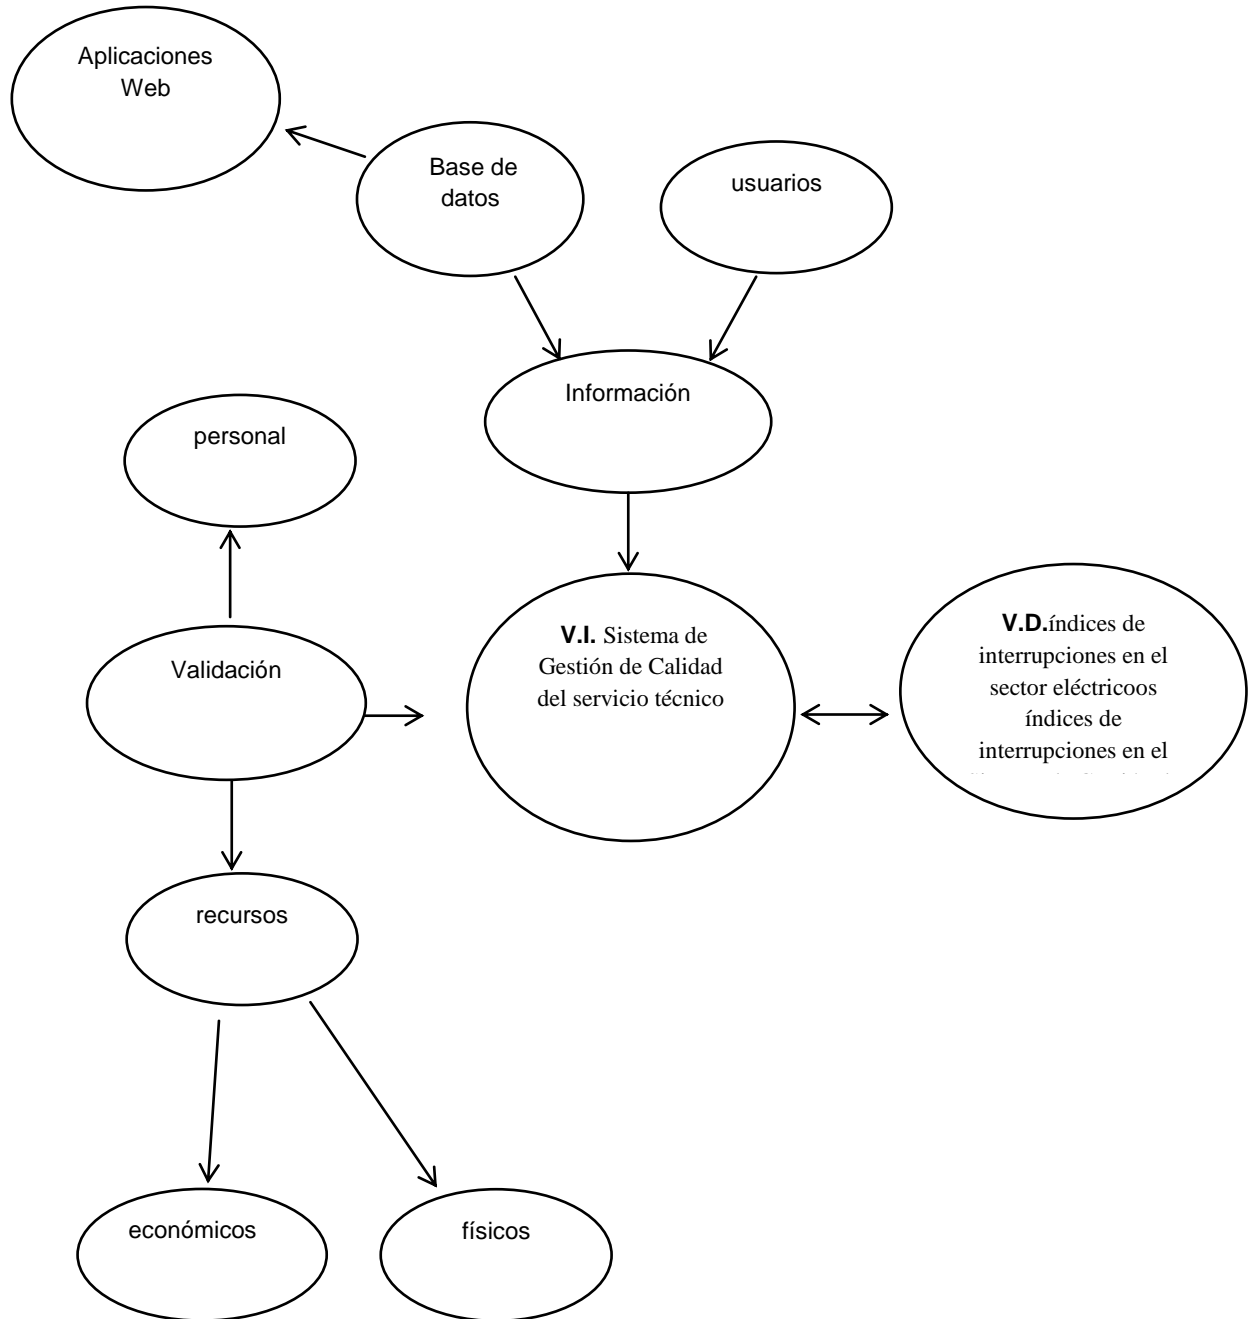 Aplicaciones
Web
Base de
datos
usuarios
Información
personal
V.I. Sistema de
Gestión de Calidad
del servicio técnico
V.D.índices de
interrupciones en el
sector eléctricoos
índices de
interrupciones en el
Validación
recursos
económicos
físicos